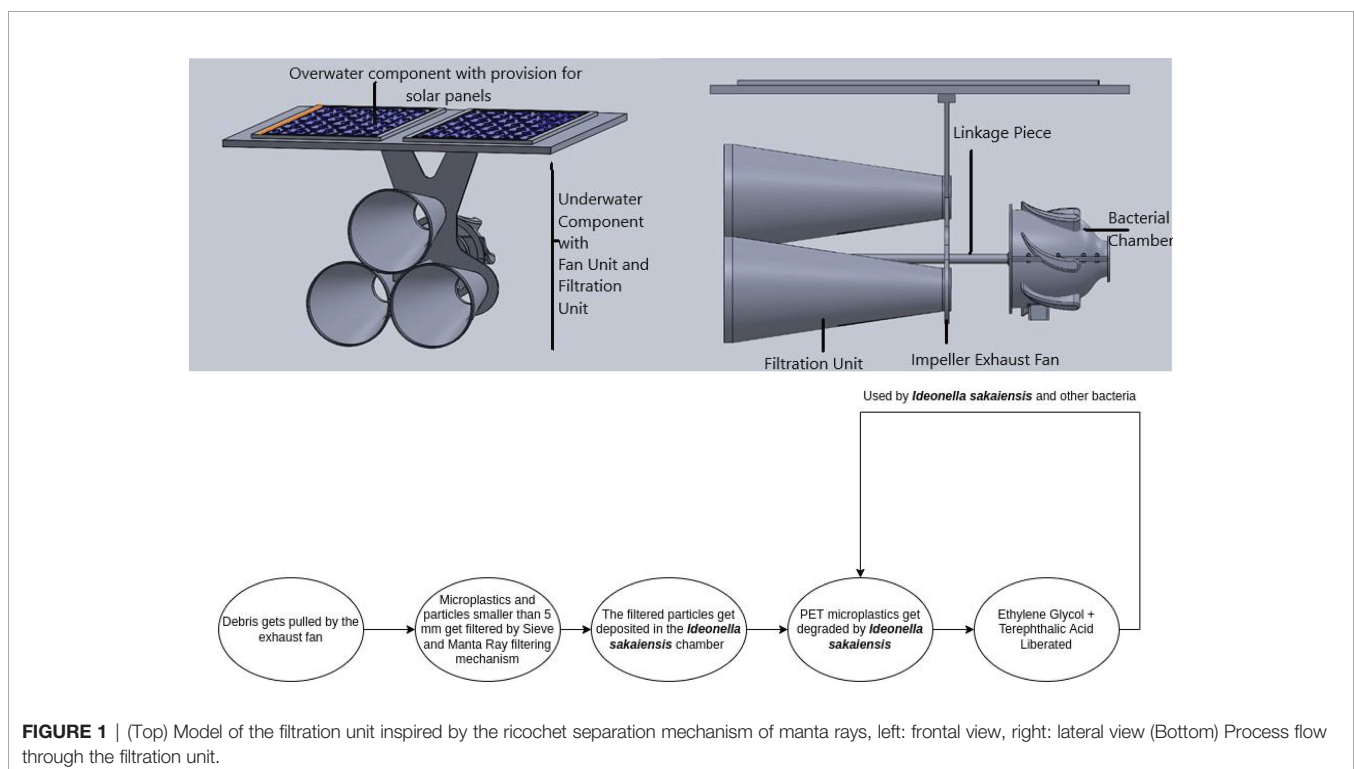 Overwater component with provision for
solar panels
Underwater
Component
with
Fan Unit and
Filtration
Unit
Linkage Piece
Bacterial
Chamber
Filtration Unit
Impeller Exhaust Fan
Used by Ideonella sakaiensis and other bacteria
Debris gets pulled by the
exhaust fan
Microplastics and
particles smaller than 5
mm get filtered by Sieve
and Manta Ray filtering
mechanism
The filtered particles get
deposited in the Ideonella
sakaiensis chamber
PET microplastics get
degraded by Ideonella
sakaiensis
Ethylene Glycol +
Terephthalic Acid
Liberated
FIGURE 1 | (Top) Model of the filtration unit inspired by the ricochet separation mechanism of manta rays, left: frontal view, right: lateral view (Bottom) Process flow
through the filtration unit.